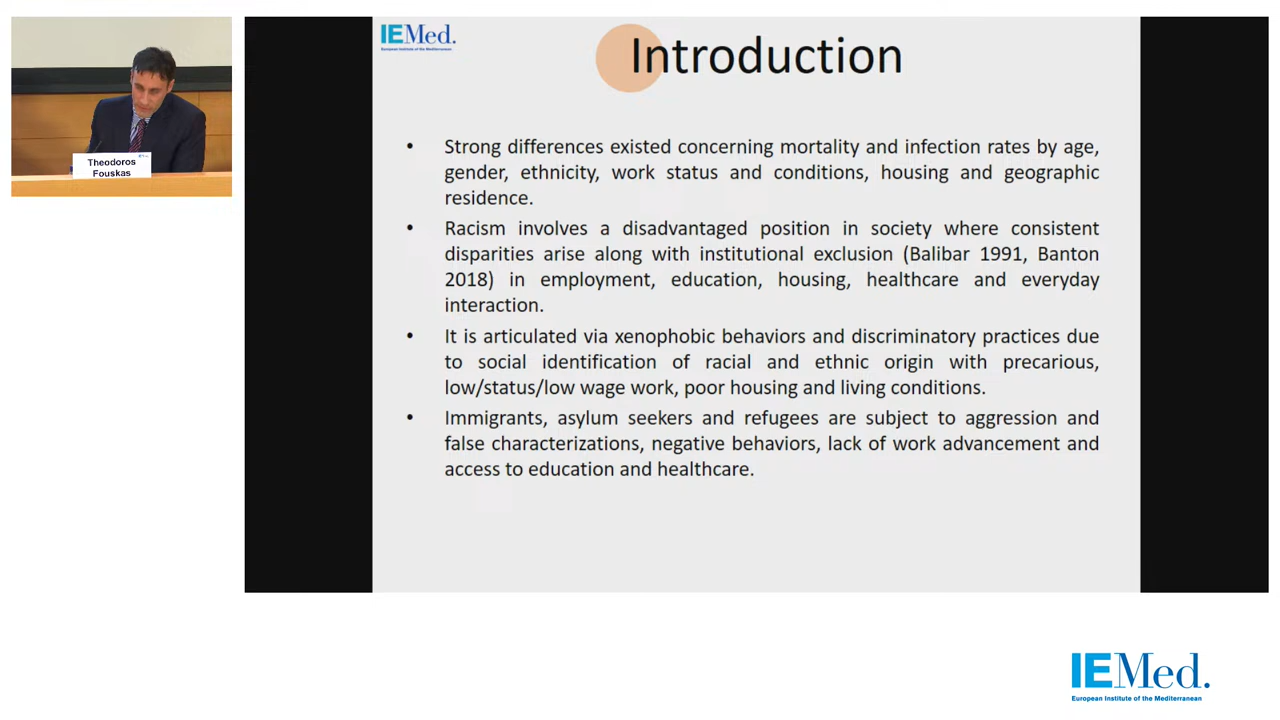 IEMed.
European Institute of the Mediterranean
Introduction
Theodoros
Fouskas
• Strong differences existed concerning mortality and infection rates by age,
gender, ethnicity, work status and conditions, housing and geographic
residence.
• Racism involves a disadvantaged position in society where consistent
disparities arise along with institutional exclusion (Balibar 1991, Banton
2018) in employment, education, housing, healthcare and everyday
interaction.
• It is articulated via xenophobic behaviors and discriminatory practices due
to social identification of racial and ethnic origin with precarious,
low/status/low wage work, poor housing and living conditions.
• Immigrants, asylum seekers and refugees are subject to aggression and
false characterizations, negative behaviors, lack of work advancement and
access to education and healthcare.
IEMed.
European Institute of the Mediterranean